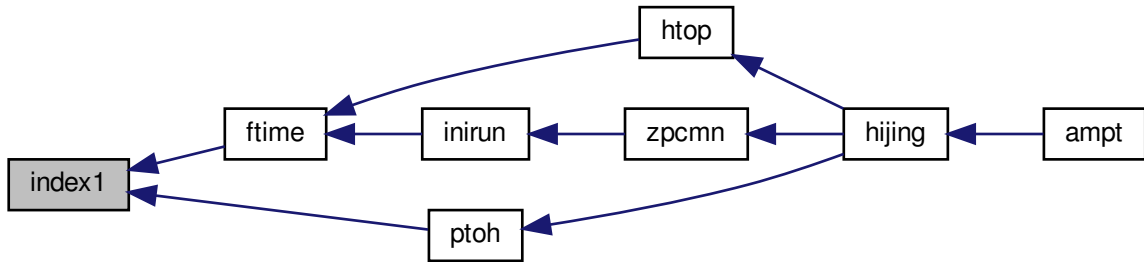 htop
ftime
inirun
zpcmn
hijing
ampt
index1
ptoh